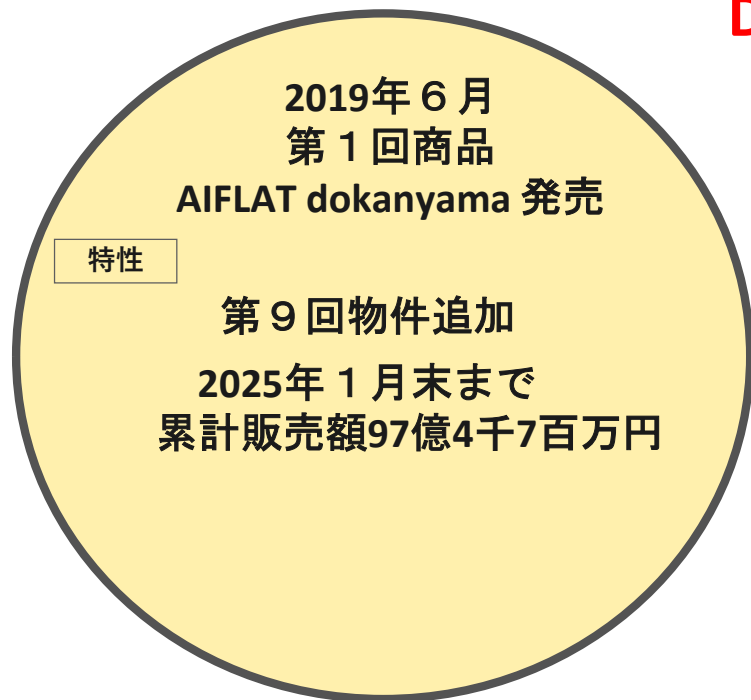 D
2019年６月
第１回商品
AIFLAT dokanyama 発売
特性
第９回物件追加
2025年１月末まで
累計販売額97億4千7百万円